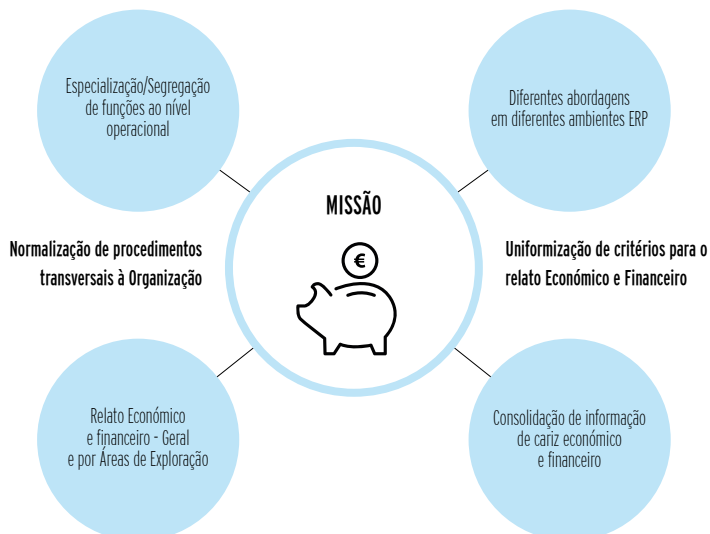 Especialização/Segregação
de funções ao nível
operacional
Diferentes abordagens
em diferentes ambientes ERP
MISSÃO
€
Normalização de procedimentos
transversais à Organização
Uniformização de critérios para o
relato Económico e Financeiro
Relato Económico
e financeiro - Geral
e por Áreas de Exploração
Consolidação de informação
de cariz económico
e financeiro